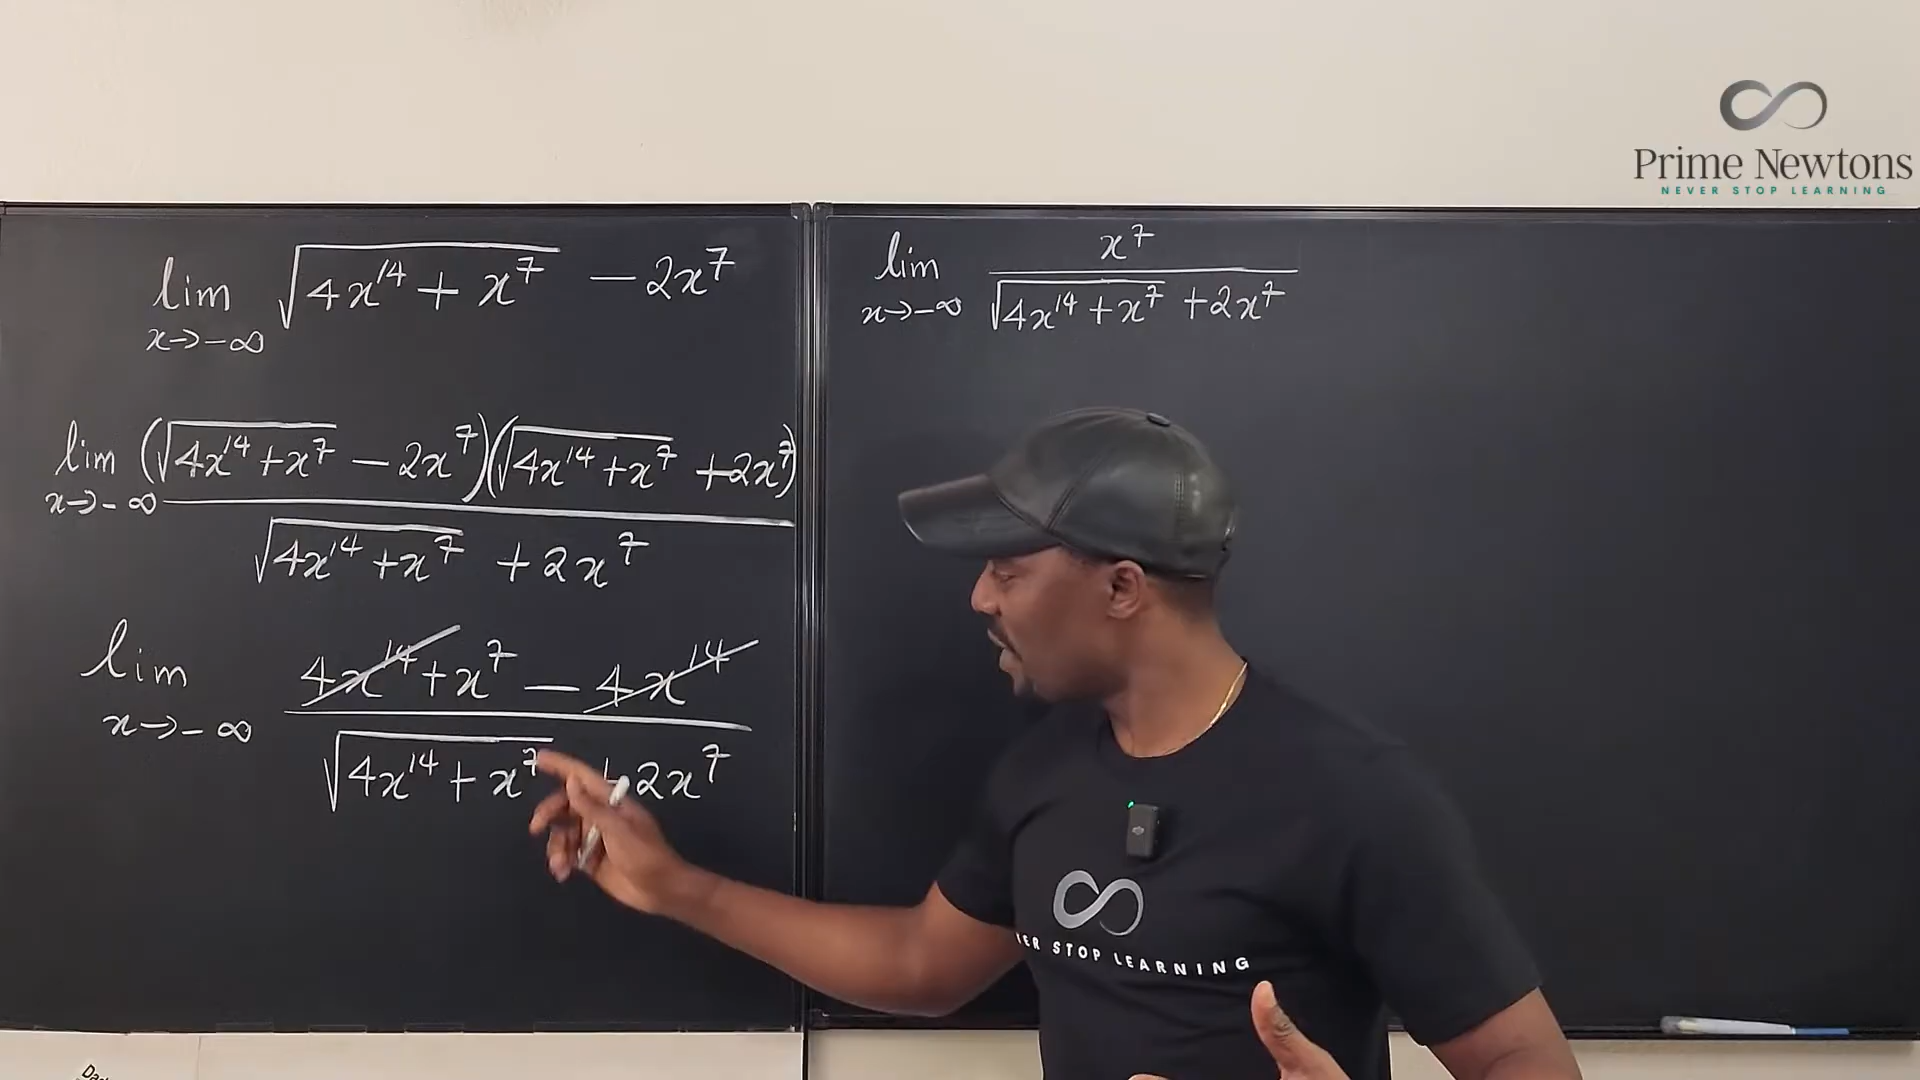 Prime Newtons
NEVER STOP LEARNING
lim x→-∞ √(4x^14 + x^7) - 2x^7
lim x→-∞ (√(4x^14 + x^7) - 2x^7)(√(4x^14 + x^7) + 2x^7)
√(4x^14 + x^7) + 2x^7
lim x→-∞ 4x^14 + x^7 - 4x^14
√(4x^14 + x^7) + 2x^7
lim x→-∞ x^7
√(4x^14 + x^7) + 2x^7
STOP LEARNING